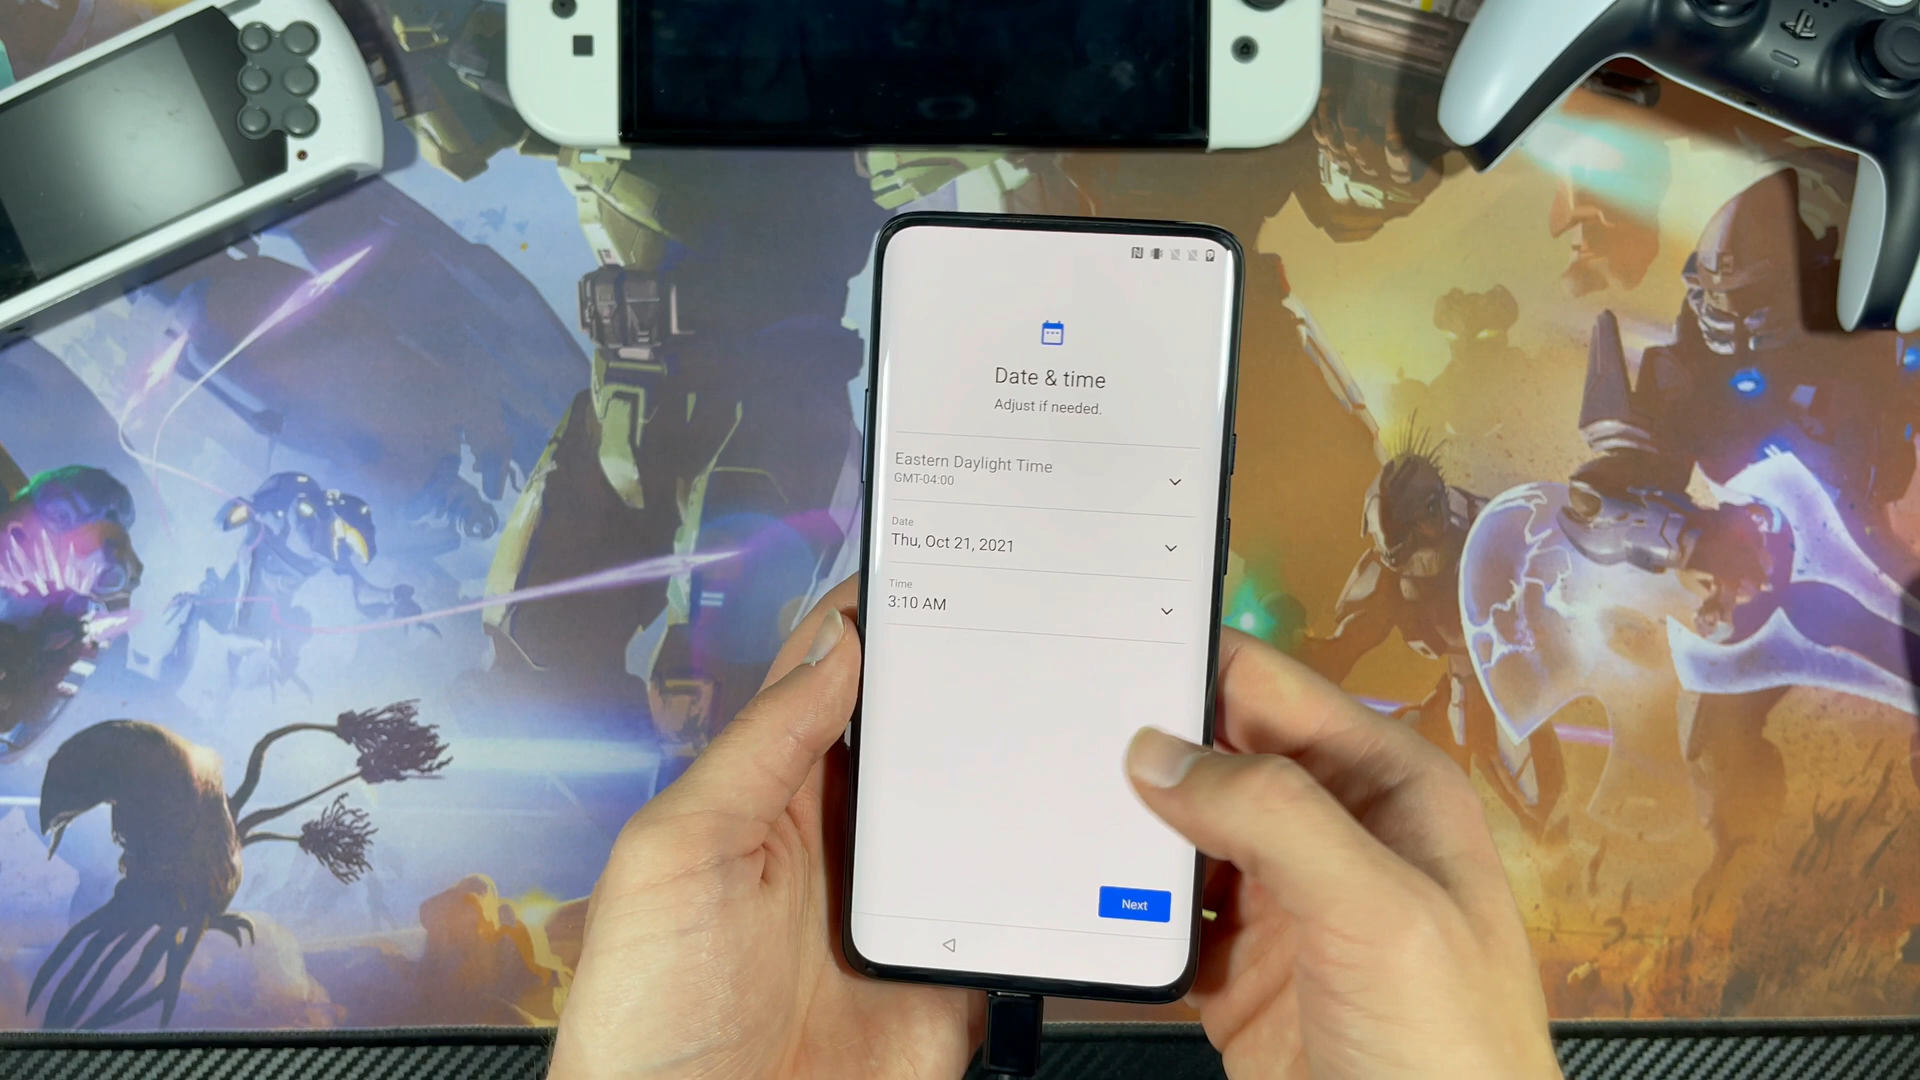 Date & time
Adjust if needed.
Eastern Daylight Time
GMT-04:00
Date
Thu, Oct 21, 2021
Time
3:10 AM
Next